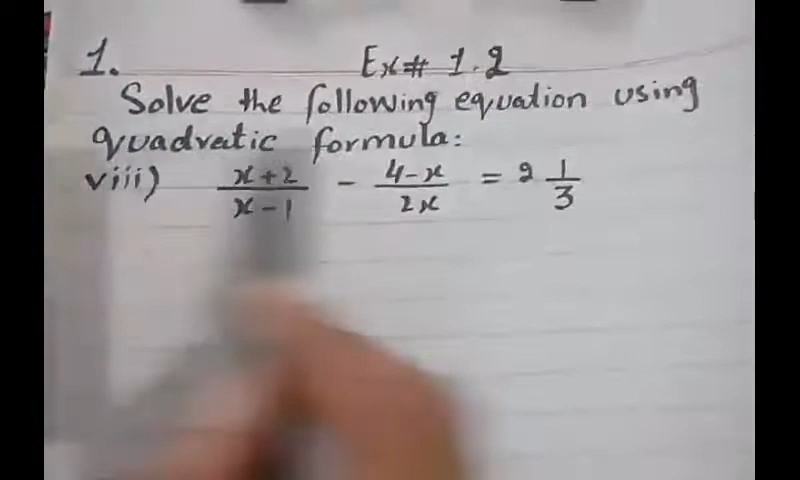 1. Ex# 1.2
Solve the following equation using
quadratic formula:
viii) (x+2)/(x-1) - (4-x)/(2x) = 2 1/3